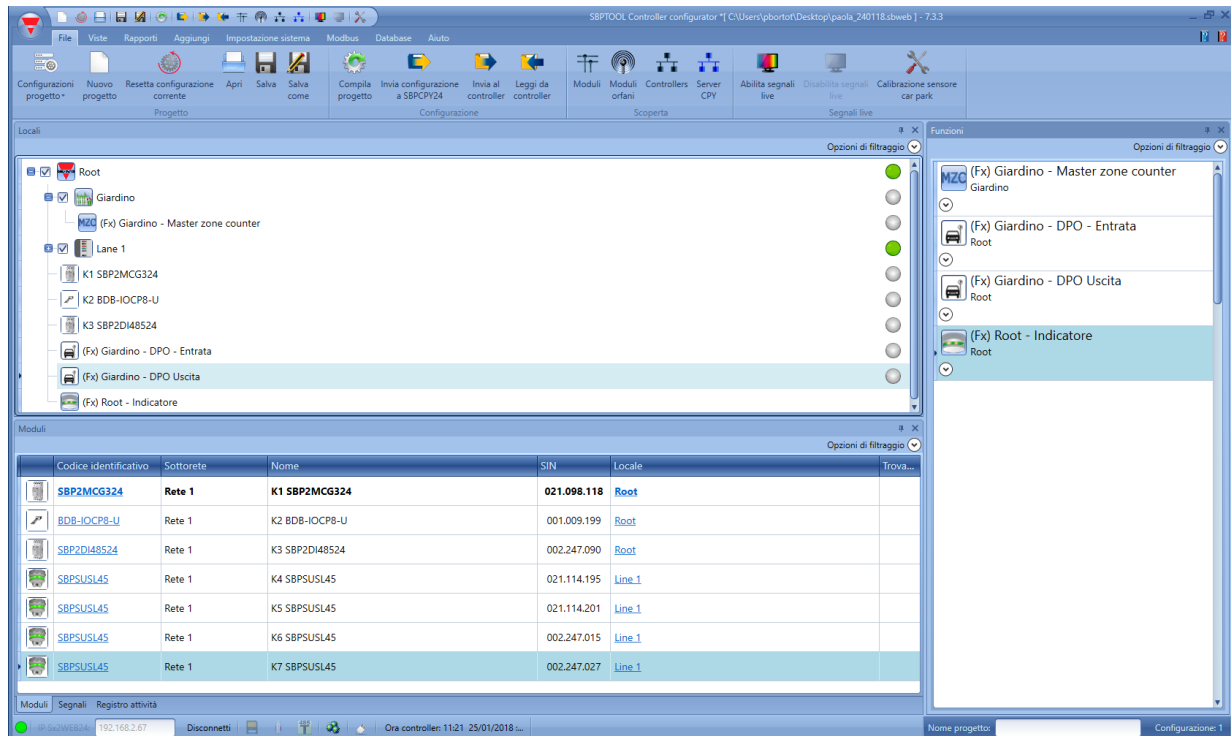 SBPTOOL Controller configurator *[ C:\Users\pbortot\Desktop\paola_240118.sbweb ] - 7.3.3
File Viste Rapporti Aggiungi Impostazione sistema Modbus Database Aiuto
Configurazioni progetto Nuovo progetto Resetta configurazione corrente Apri Salva Salva come Compila progetto Invia configurazione a SBPCPY24 Invia al controller Leggi da controller Moduli Moduli orfani Controllers Server CPY Abilita segnali live Disabilita segnali live Calibrazione sensore car park
Progetto Configurazione Scoperta Segnali live
Locali
Opzioni di filtraggio
Root
Giardino
MZC (Fx) Giardino - Master zone counter
Lane 1
K1 SBP2MCG324
K2 BDB-IOCP8-U
K3 SBP2DI48524
(Fx) Giardino - DPO - Entrata
(Fx) Giardino - DPO Uscita
(Fx) Root - Indicatore
Moduli
Opzioni di filtraggio
Codice identificativo Sottorete Nome SIN Locale Trova...
SBP2MCG324 Rete 1 K1 SBP2MCG324 021.098.118 Root
BDB-IOCP8-U Rete 1 K2 BDB-IOCP8-U 001.009.199 Root
SBP2DI48524 Rete 1 K3 SBP2DI48524 002.247.090 Root
SBPSUSL45 Rete 1 K4 SBPSUSL45 021.114.195 Line 1
SBPSUSL45 Rete 1 K5 SBPSUSL45 021.114.201 Line 1
SBPSUSL45 Rete 1 K6 SBPSUSL45 002.247.015 Line 1
SBPSUSL45 Rete 1 K7 SBPSUSL45 002.247.027 Line 1
Moduli Segnali Registro attività
IP Sx2WEB24: 192.168.2.67 Disconnetti Ora controller: 11:21 25/01/2018 :...
Funzioni
Opzioni di filtraggio
MZC (Fx) Giardino - Master zone counter
Giardino
(Fx) Giardino - DPO - Entrata
Root
(Fx) Giardino - DPO Uscita
Root
(Fx) Root - Indicatore
Root
Nome progetto: Configurazione: 1